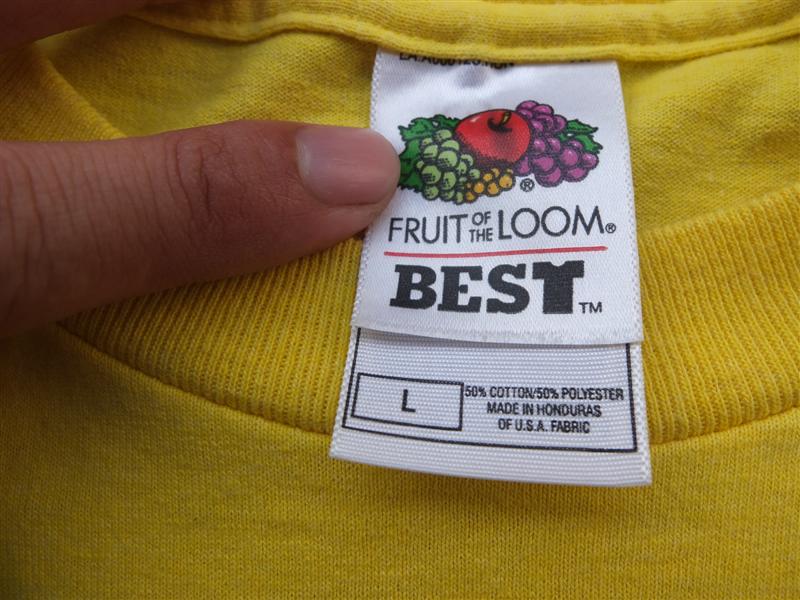 ®
FRUIT OF THE LOOM®
BEST™
L
50% COTTON/50% POLYESTER
MADE IN HONDURAS
OF U.S.A. FABRIC